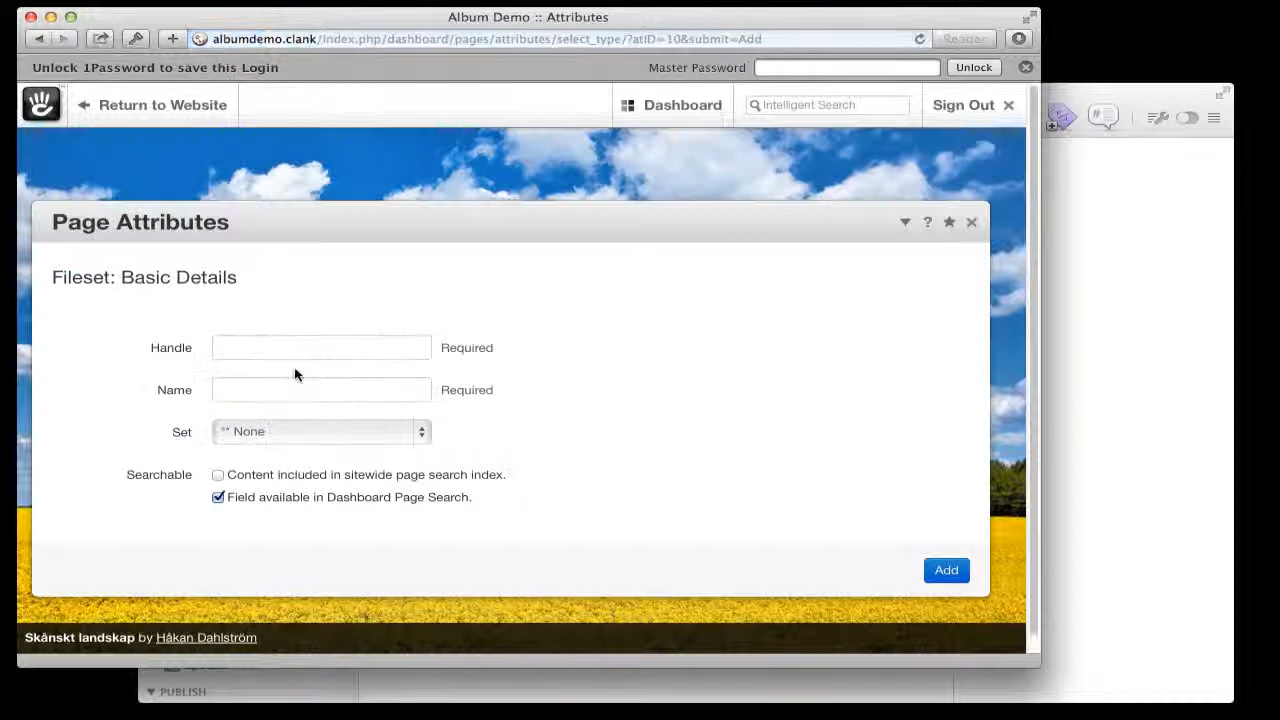 Album Demo :: Attributes
albumdemo.clank/index.php/dashboard/pages/attributes/select_type/?atID=10&submit=Add
Reader
Unlock 1Password to save this Login
Master Password
Unlock
Return to Website
Dashboard
Intelligent Search
Sign Out
Page Attributes
?
Fileset: Basic Details
Handle
Required
Name
Required
Set
** None
Searchable
Content included in sitewide page search index.
Field available in Dashboard Page Search.
Add
Skånskt landskap by Håkan Dahlström
PUBLISH